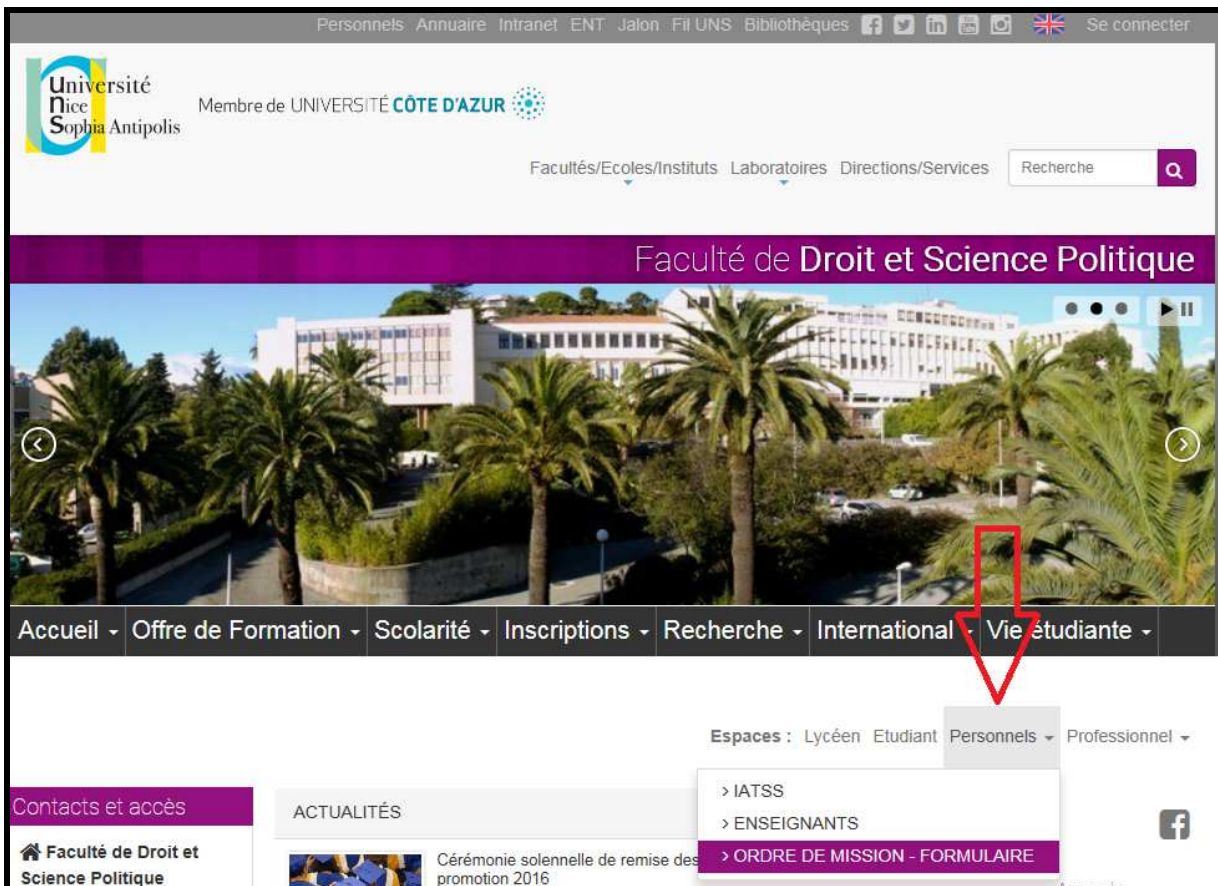 Personnels Annuaire Intranet ENT Jalon Fil UNS Bibliothèques Se connecter
Université
Nice
Sophia Antipolis
Membre de UNIVERSITÉ CÔTE D'AZUR
Facultés/Ecoles/Instituts Laboratoires Directions/Services Recherche
Faculté de Droit et Science Politique
Accueil Offre de Formation Scolarité Inscriptions Recherche International Vie étudiante
Espaces : Lycéen Etudiant Personnels Professionnel
Contacts et accès
ACTUALITÉS
> IATSS
> ENSEIGNANTS
> ORDRE DE MISSION - FORMULAIRE
Faculté de Droit et
Science Politique
Cérémonie solennelle de remise des
promotion 2016